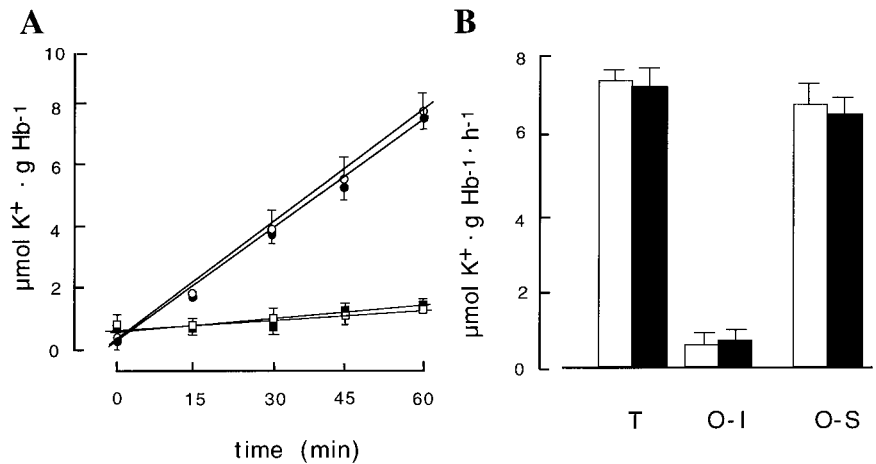 A
10
8
6
4
2
0
µmol K⁺ · g Hb⁻¹
0 15 30 45 60
time (min)
B
8
6
4
2
0
µmol K⁺ · g Hb⁻¹ · h⁻¹
T O-I O-S